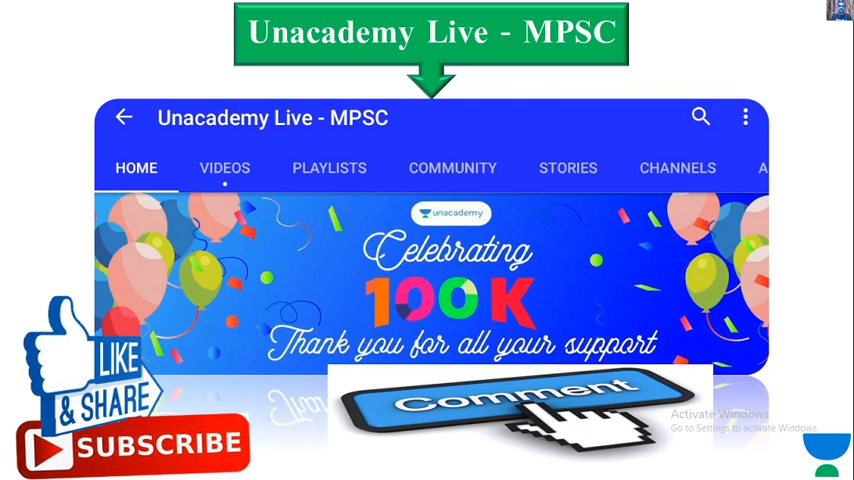 Unacademy Live - MPSC
Unacademy Live - MPSC
HOME VIDEOS PLAYLISTS COMMUNITY STORIES CHANNELS A
unacademy
Celebrating
100K
Thank you for all your support
LIKE
& SHARE
SUBSCRIBE
Comment
Activate Windows
Go to Settings to activate Windows.